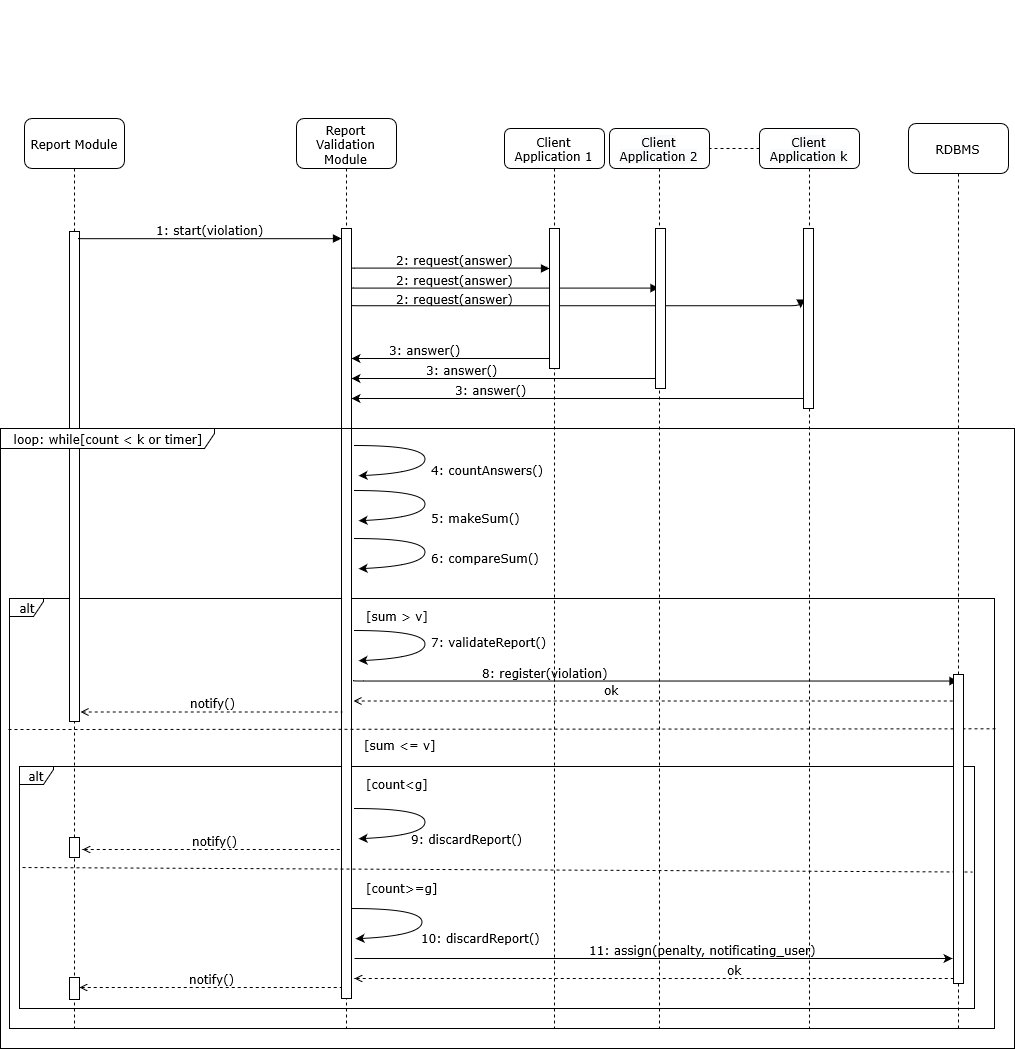 Report Module
Report
Validation
Module
Client
Application 1
Client
Application 2
Client
Application k
RDBMS
1: start(violation)
2: request(answer)
2: request(answer)
2: request(answer)
3: answer()
3: answer()
3: answer()
loop: while[count < k or timer]
4: countAnswers()
5: makeSum()
6: compareSum()
alt
[sum > v]
7: validateReport()
8: register(violation)
ok
notify()
[sum <= v]
alt
[count<g]
9: discardReport()
notify()
[count>=g]
10: discardReport()
11: assign(penalty, notificating_user)
ok
notify()